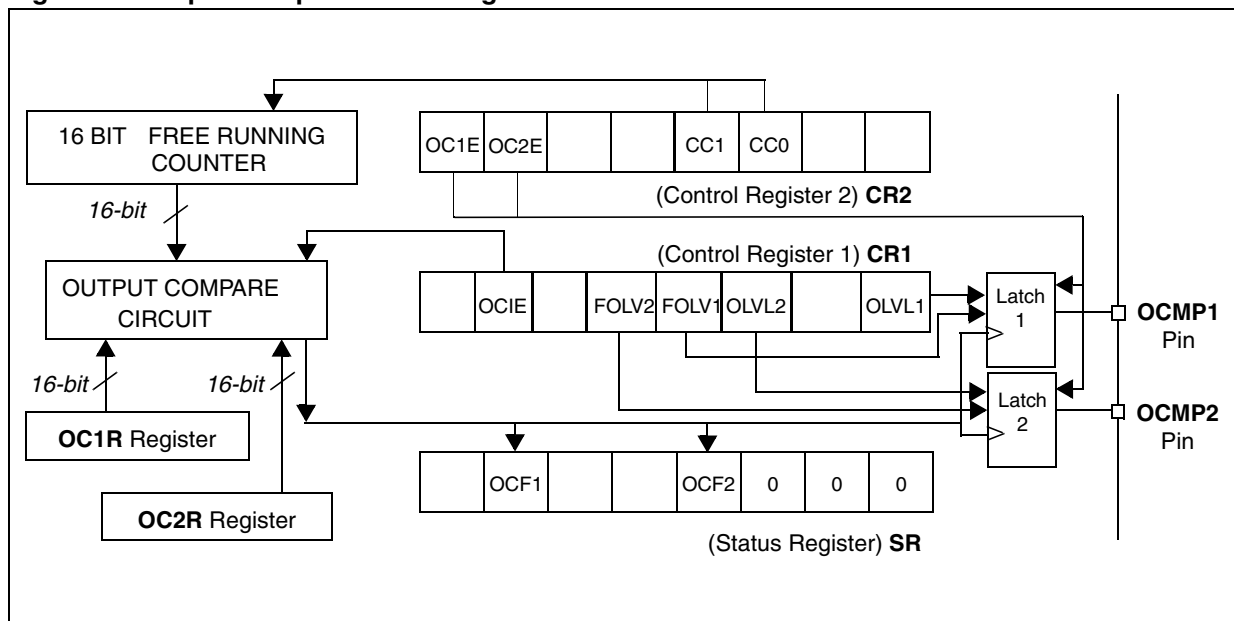 16 BIT FREE RUNNING
COUNTER
OC1E OC2E CC1 CC0
(Control Register 2) CR2
16-bit
(Control Register 1) CR1
OUTPUT COMPARE
CIRCUIT
OCIE FOLV2 FOLV1 OLVL2 OLVL1
Latch
1
OCMP1
Pin
16-bit
16-bit
Latch
2
OCMP2
Pin
OC1R Register
OCF1 OCF2 0 0 0
OC2R Register
(Status Register) SR